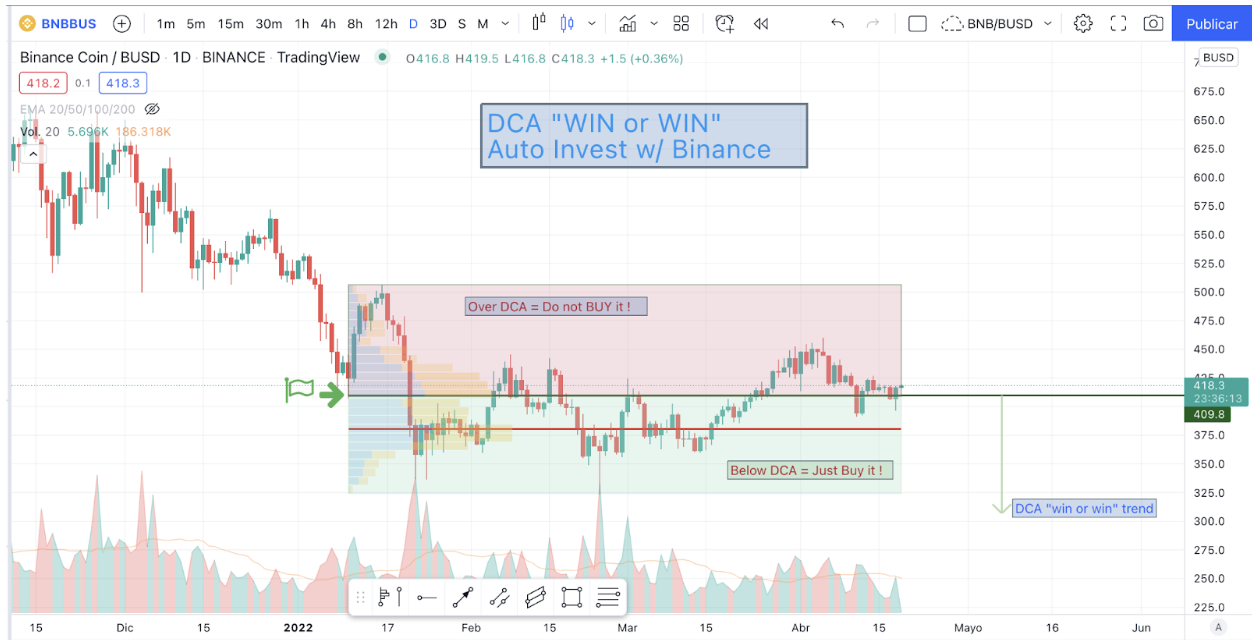 BNBBUS 1m 5m 15m 30m 1h 4h 8h 12h D 3D S M BNB/BUSD Publicar
Binance Coin / BUSD · 1D · BINANCE · TradingView O416.8 H419.5 L416.8 C418.3 +1.5 (+0.36%)
418.2 0.1 418.3
EMA 20/50/100/200
Vol. 20 5.696K 186.318K
DCA "WIN or WIN"
Auto Invest w/ Binance
Over DCA = Do not BUY it !
Below DCA = Just Buy it !
DCA "win or win" trend
BUSD
675.0
650.0
625.0
600.0
575.0
550.0
525.0
500.0
475.0
450.0
425.0
418.3
23:36:13
409.8
375.0
350.0
325.0
300.0
275.0
250.0
225.0
15 Dic 15 2022 17 Feb 15 Mar 15 Abr 15 Mayo 16 Jun A